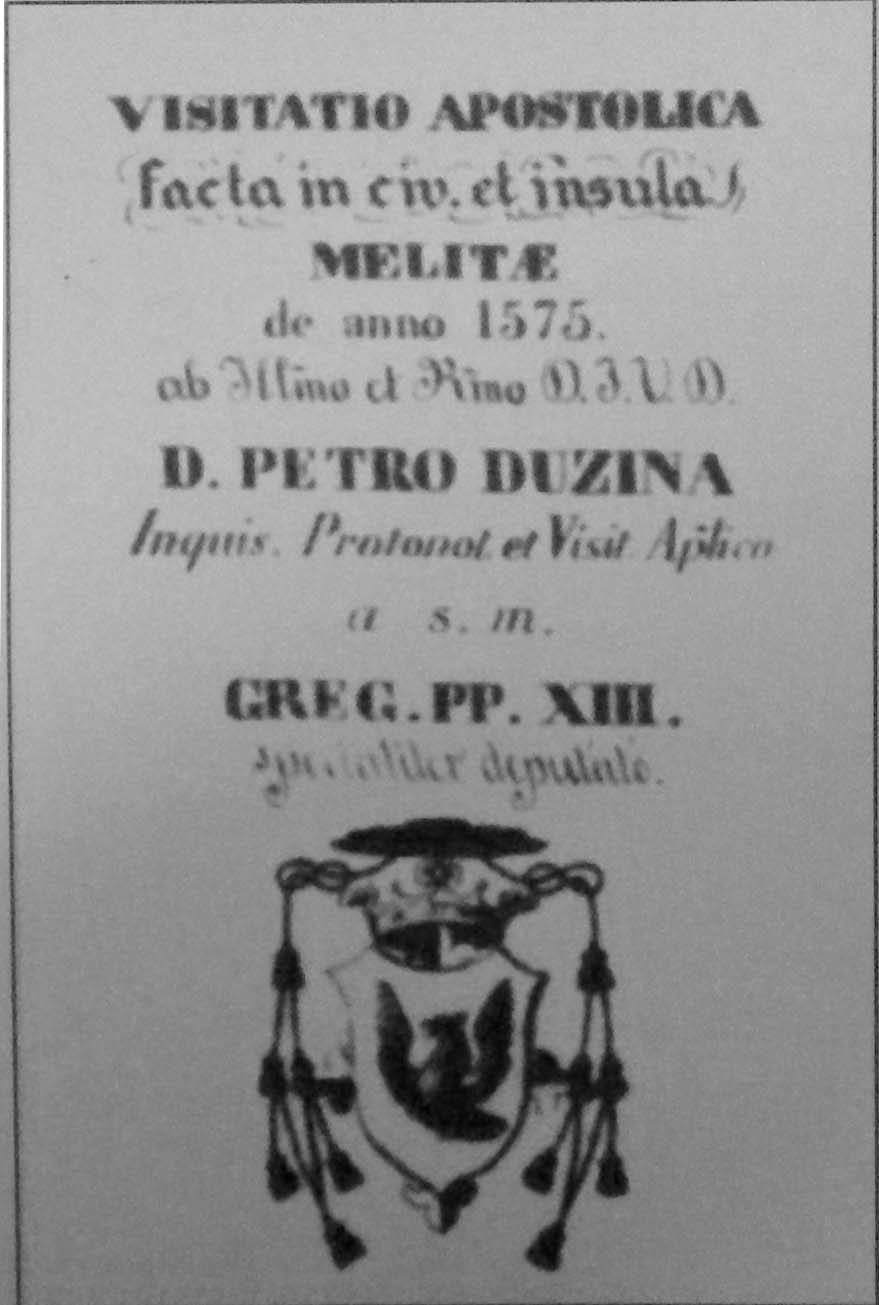 VISITATIO APOSTOLICA
facta in civ. et insula
MELITÆ
de anno 1575.
ab Illmo et Rmo D. J. V. D.
D. PETRO DUZINA
Inquis. Protonot. et Visit. Aplico
a s. m.
GREG. PP. XIII.
specialiter deputato.